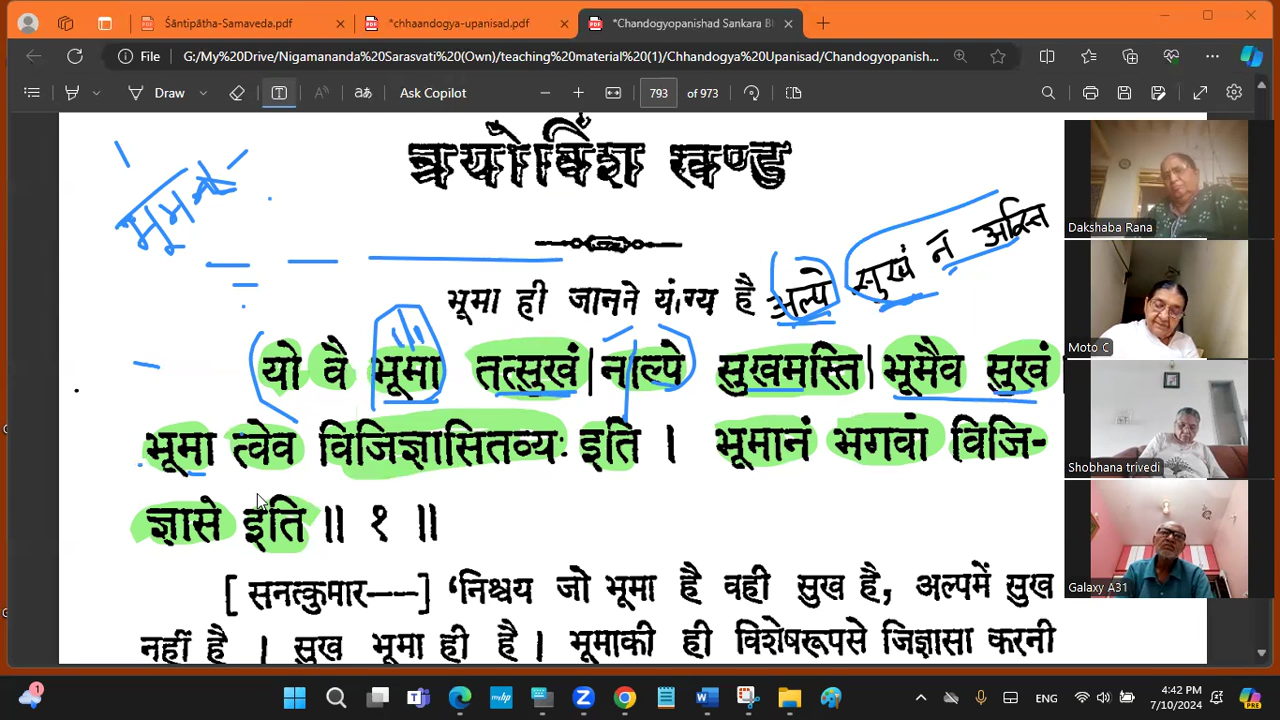 Śāntipātha-Samaveda.pdf
*chhaandogya-upanisad.pdf
*Chandogyopanishad Sankara Bh
File
G:/My%20Drive/Nigamananda%20Sarasvati%20(Own)/teaching%20material%20(1)/Chhandogya%20Upanisad/Chandogyopanish...
Draw
Ask Copilot
793 of 973
त्रयोविंश खण्ड
अल्पे सुखं न अस्ति
भूमा ही जानने योग्य है
यो वै भूमा तत्सुखं नाल्पे सुखमस्ति भूमैव सुखं
भूमा त्वेव विजिज्ञासितव्यः इति । भूमानं भगवां विजि-
ज्ञासे इति ॥ १ ॥
[ सनत्कुमार—— ] ‘निश्चय जो भूमा है वही सुख है, अल्पमें सुख
नहीं है । सुख भूमा ही है । भूमाकी ही विशेषरूपसे जिज्ञासा करनी
Dakshaba Rana
Moto C
Shobhana trivedi
Galaxy A31
1
ENG
4:42 PM
7/10/2024